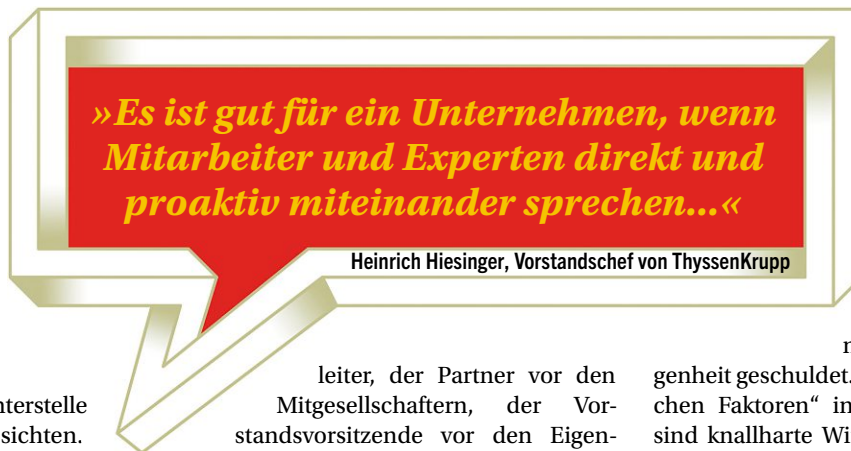 »Es ist gut für ein Unternehmen, wenn
Mitarbeiter und Experten direkt und
proaktiv miteinander sprechen...«
Heinrich Hiesinger, Vorstandschef von ThyssenKrupp
nterstelle
sichten.
leiter, der Partner vor den
Mitgesellschaftern, der Vor-
standsvorsitzende vor den Eigen-
genheit geschuldet.
chen Faktoren“ in
sind knallharte Wi